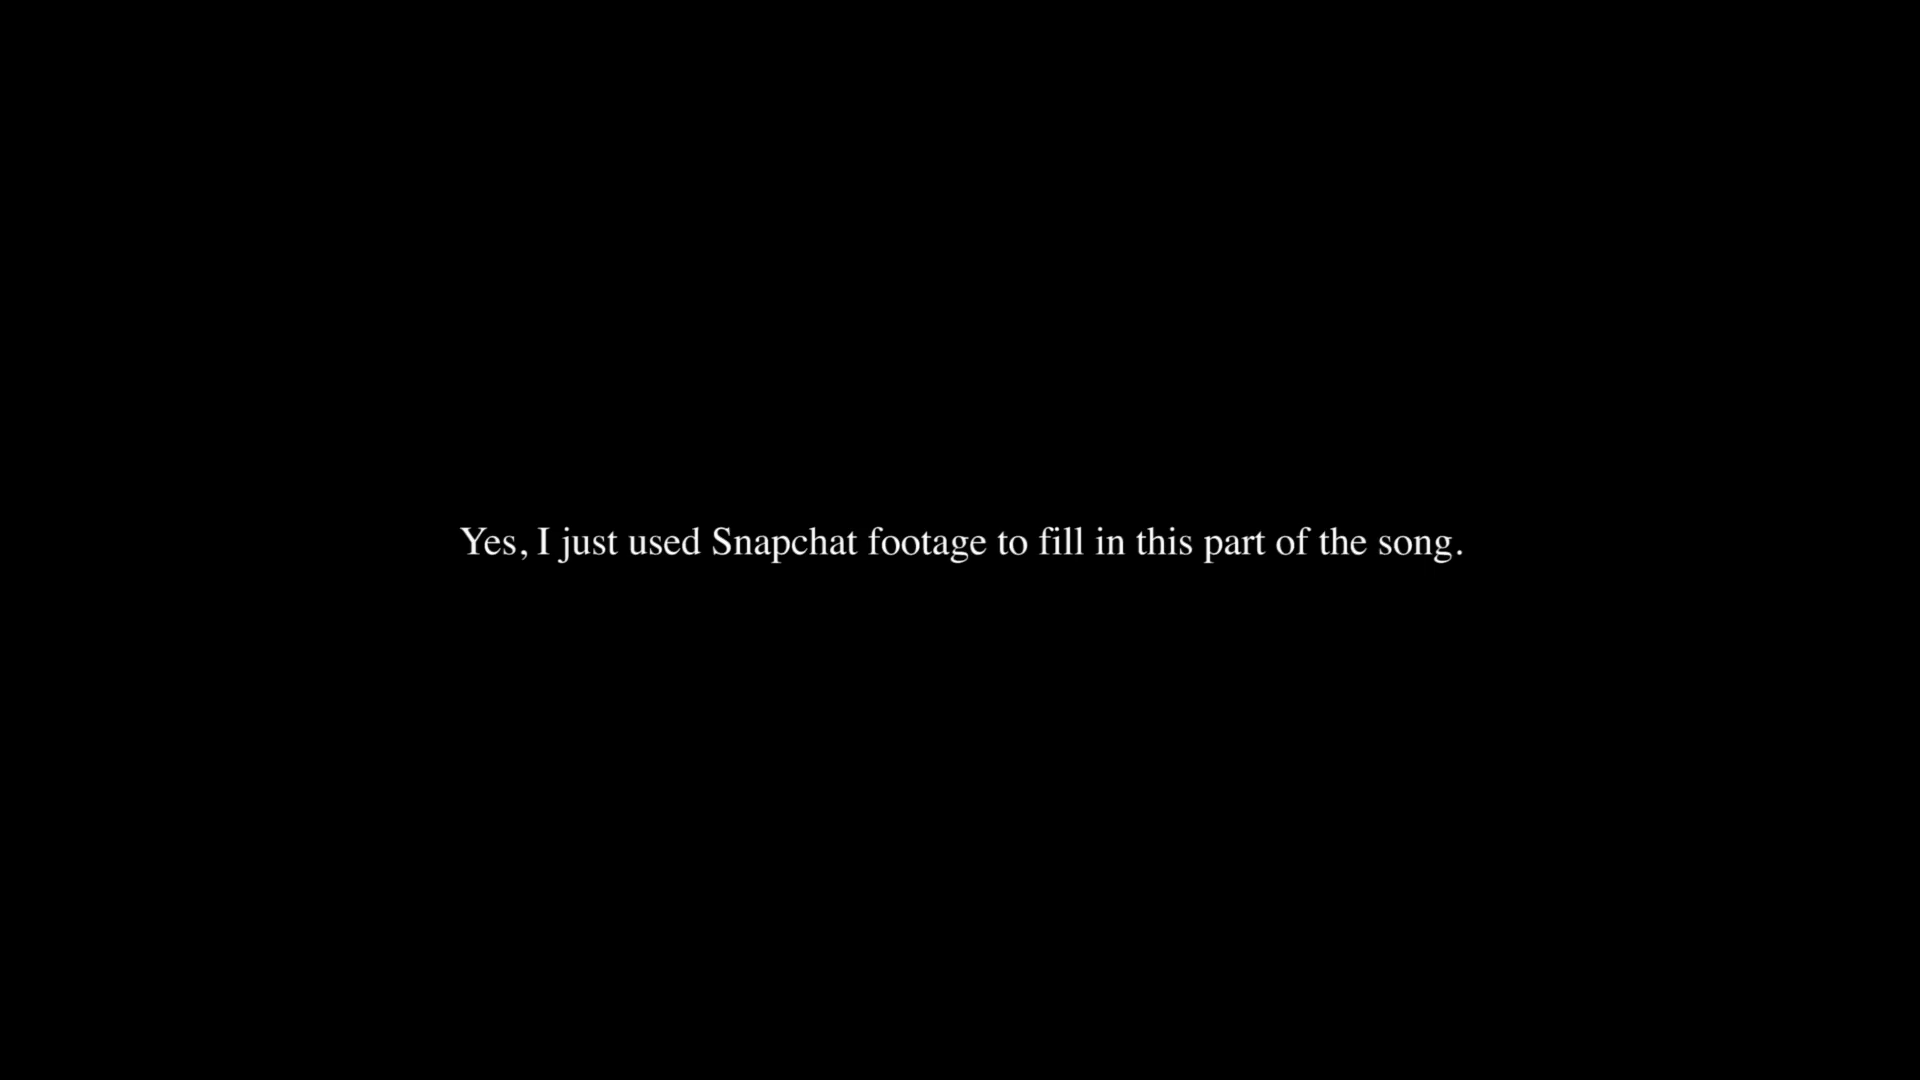 Yes, I just used Snapchat footage to fill in this part of the song.